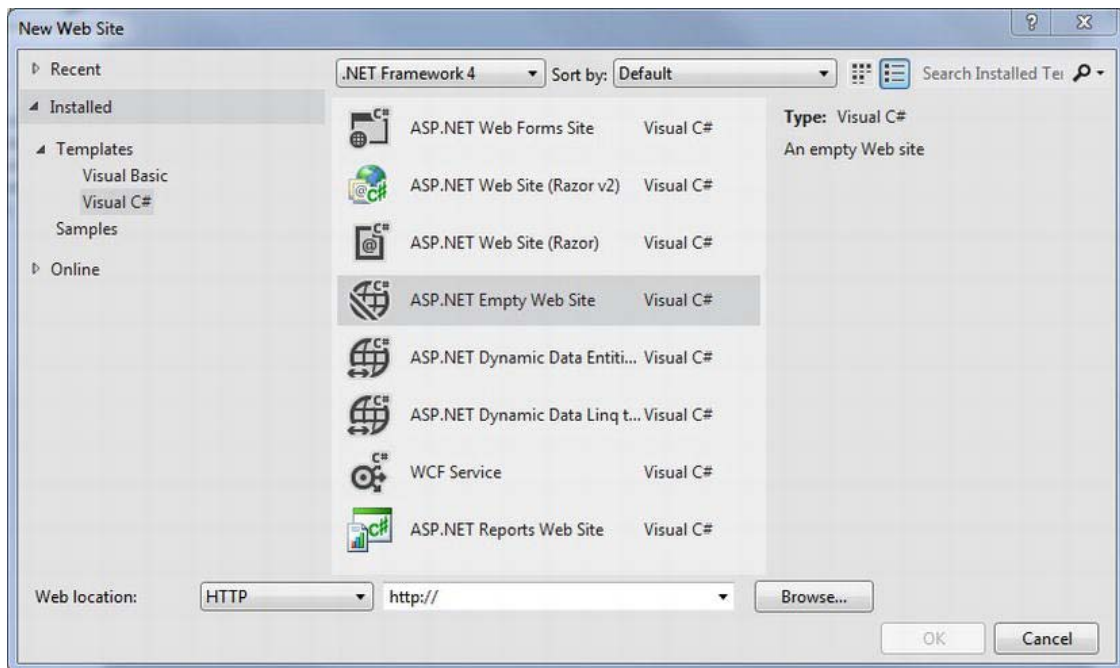 New Web Site
Recent
Installed
Templates
Visual Basic
Visual C#
Samples
Online
.NET Framework 4 Sort by: Default Search Installed Te
ASP.NET Web Forms Site Visual C#
ASP.NET Web Site (Razor v2) Visual C#
ASP.NET Web Site (Razor) Visual C#
ASP.NET Empty Web Site Visual C#
ASP.NET Dynamic Data Entiti... Visual C#
ASP.NET Dynamic Data Linq t... Visual C#
WCF Service Visual C#
ASP.NET Reports Web Site Visual C#
Type: Visual C#
An empty Web site
Web location: HTTP http:// Browse...
OK Cancel